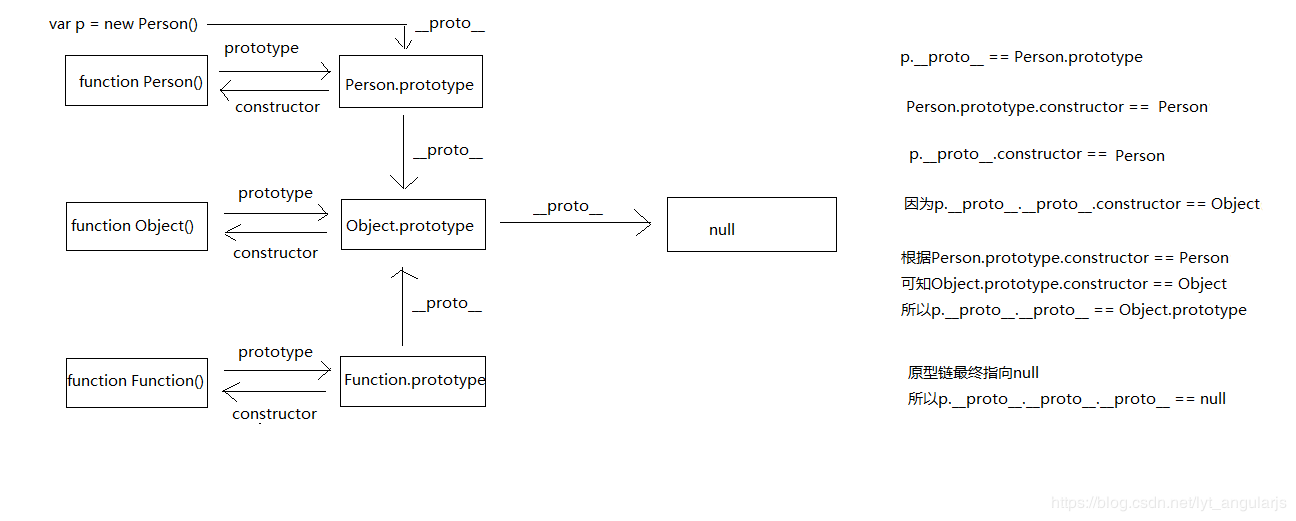 var p = new Person()
__proto__
prototype
function Person()
Person.prototype
constructor
__proto__
prototype
function Object()
Object.prototype
constructor
__proto__
null
__proto__
prototype
function Function()
Function.prototype
constructor
p.__proto__ == Person.prototype
Person.prototype.constructor == Person
p.__proto__.constructor == Person
因为p.__proto__.__proto__.constructor == Object
根据Person.prototype.constructor == Person
可知Object.prototype.constructor == Object
所以p.__proto__.__proto__ == Object.prototype
原型链最终指向null
所以p.__proto__.__proto__.__proto__ == null
https://blog.csdn.net/lyt_angularjs